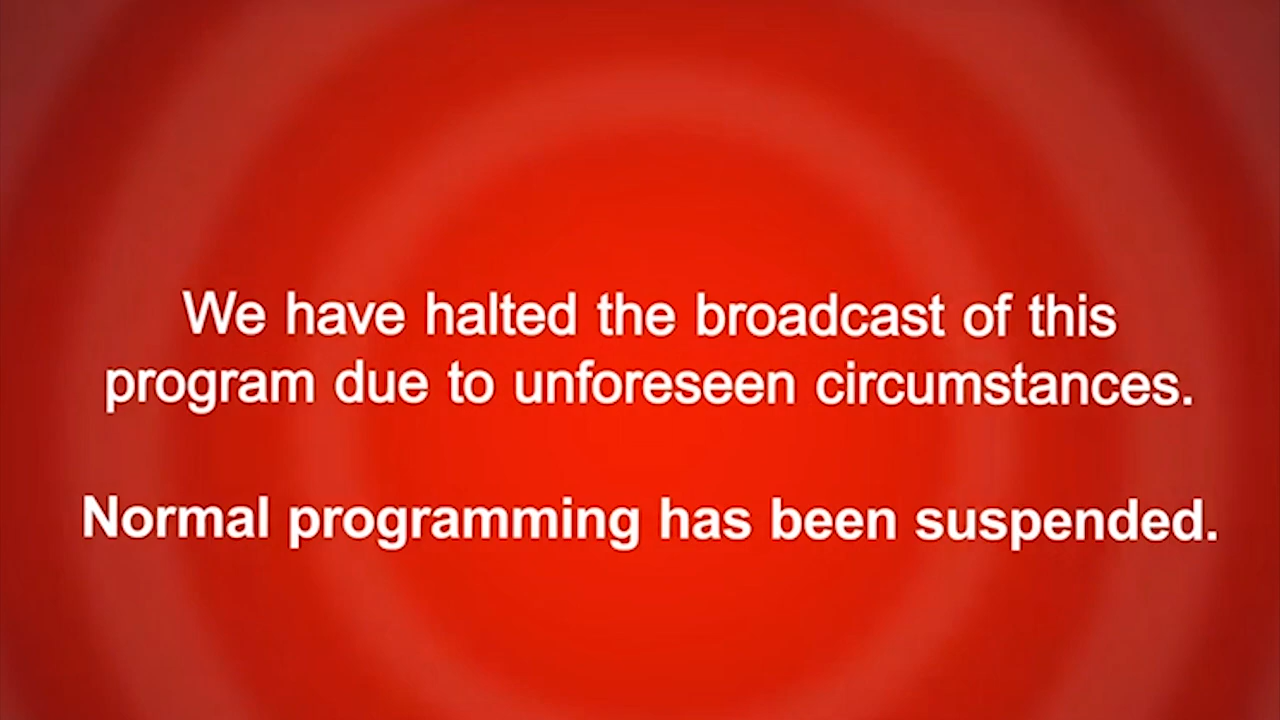 We have halted the broadcast of this
program due to unforeseen circumstances.
Normal programming has been suspended.